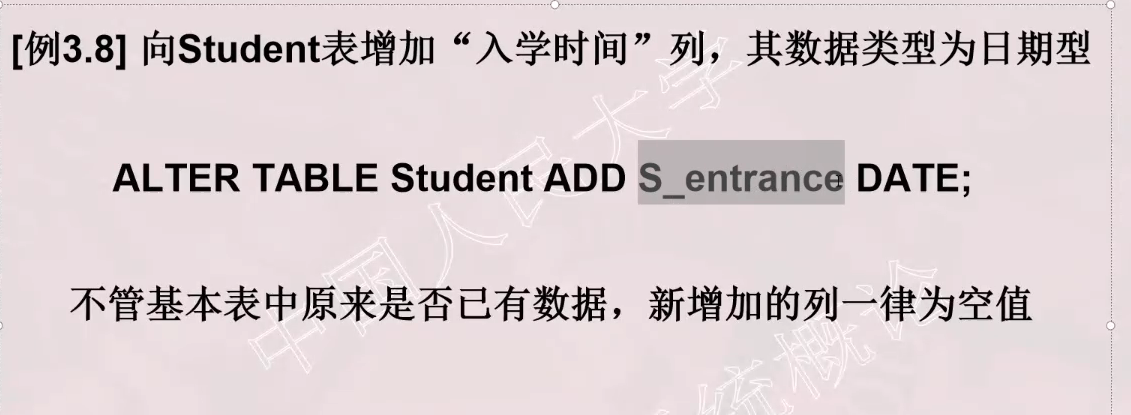 [例3.8] 向Student表增加“入学时间”列，其数据类型为日期型
ALTER TABLE Student ADD S_entrance DATE;
不管基本表中原来是否已有数据，新增加的列一律为空值
中国人民大学
系统概论